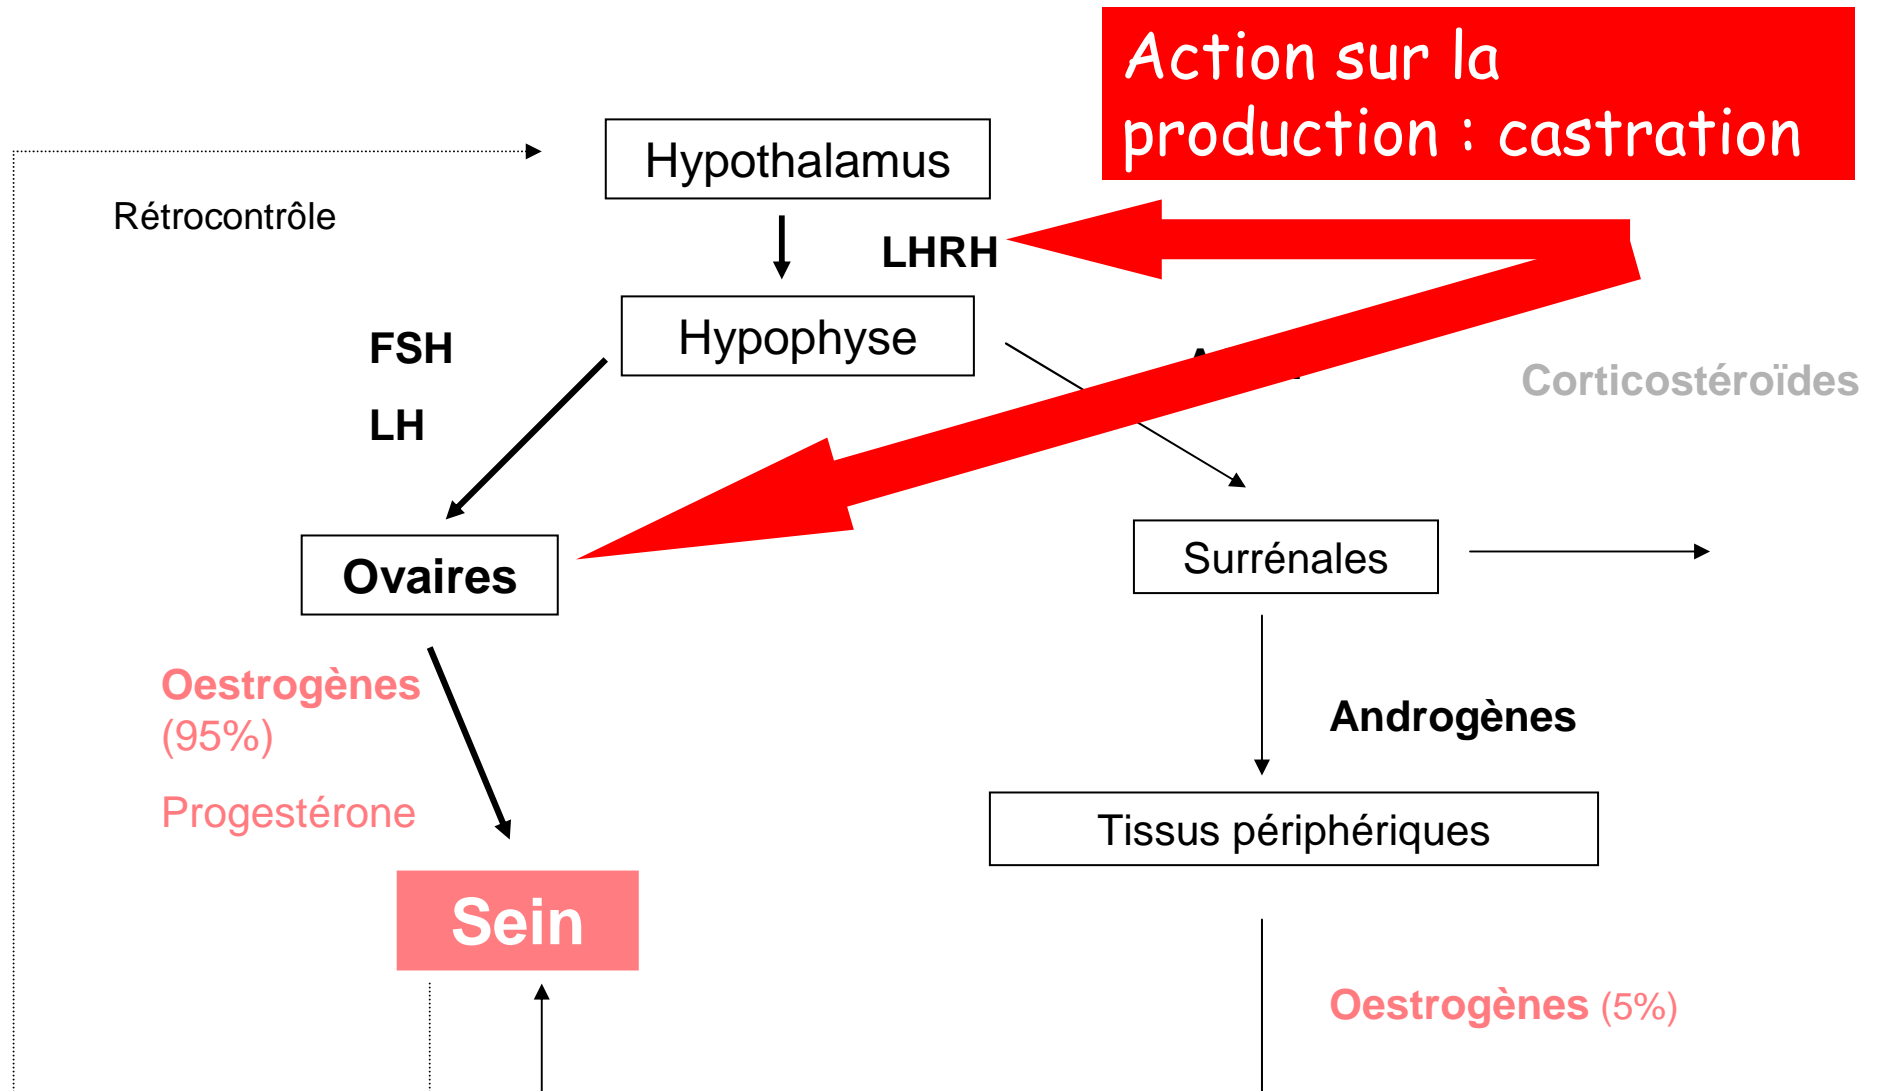 Action sur la
production : castration
Hypothalamus
Rétrocontrôle
LHRH
Hypophyse
FSH
LH
Corticostéroïdes
Ovaires
Surrénales
Oestrogènes
(95%)
Androgènes
Progestérone
Tissus périphériques
Sein
Oestrogènes (5%)